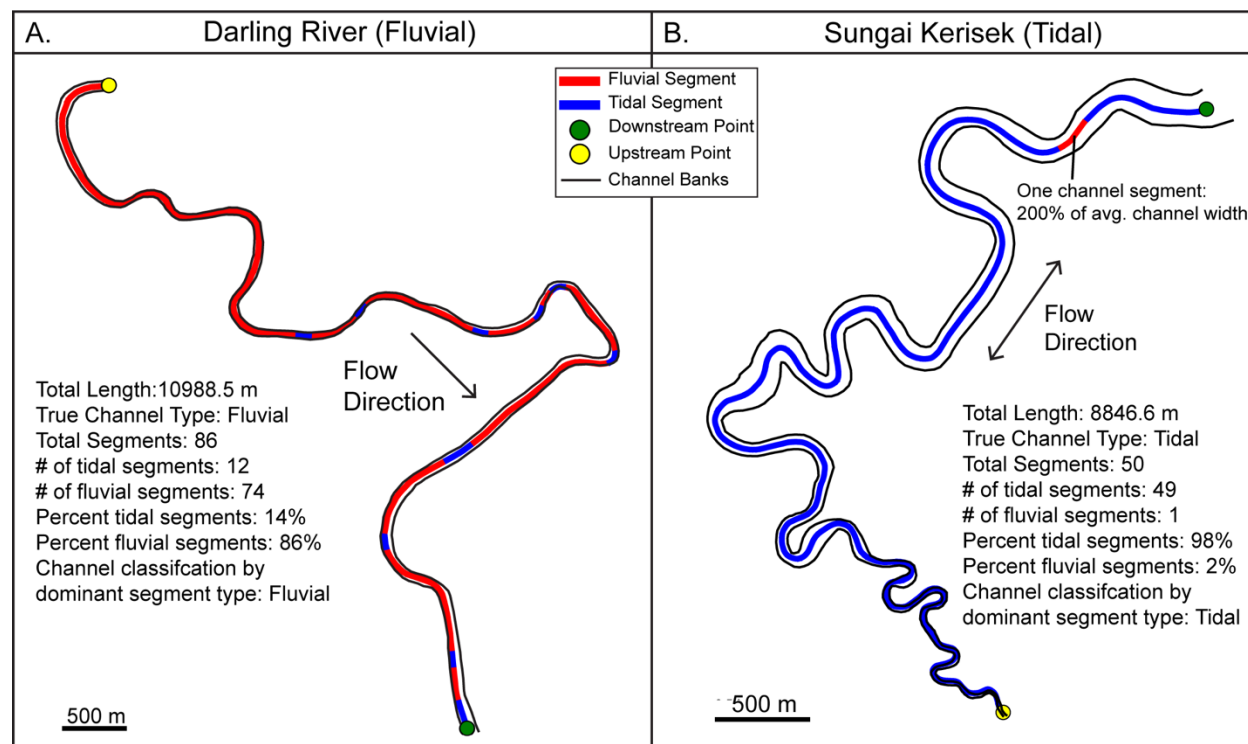 A.
Darling River (Fluvial)
B.
Sungai Kerisek (Tidal)
Fluvial Segment
Tidal Segment
Downstream Point
Upstream Point
Channel Banks
One channel segment:
200% of avg. channel width
Flow
Direction
Total Length:10988.5 m
True Channel Type: Fluvial
Total Segments: 86
# of tidal segments: 12
# of fluvial segments: 74
Percent tidal segments: 14%
Percent fluvial segments: 86%
Channel classifcation by
dominant segment type: Fluvial
500 m
Flow
Direction
Total Length: 8846.6 m
True Channel Type: Tidal
Total Segments: 50
# of tidal segments: 49
# of fluvial segments: 1
Percent tidal segments: 98%
Percent fluvial segments: 2%
Channel classifcation by
dominant segment type: Tidal
500 m